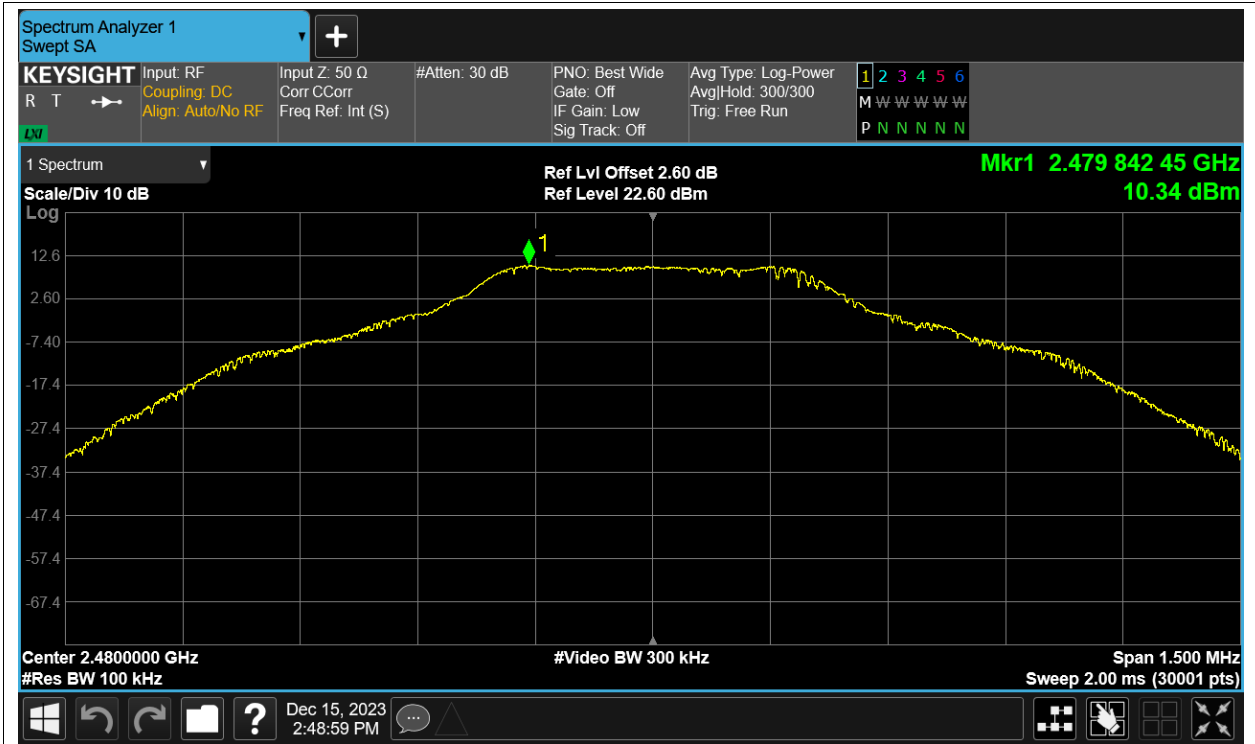 Spectrum Analyzer 1
Swept SA
KEYSIGHT
R T
LXI
Input: RF
Coupling: DC
Align: Auto/No RF
Input Z: 50 Ω
Corr CCorr
Freq Ref: Int (S)
#Atten: 30 dB
PNO: Best Wide
Gate: Off
IF Gain: Low
Sig Track: Off
Avg Type: Log-Power
Avg|Hold: 300/300
Trig: Free Run
1 2 3 4 5 6
M W W W W W W
P N N N N N N
1 Spectrum
Scale/Div 10 dB
Log
Ref Lvl Offset 2.60 dB
Ref Level 22.60 dBm
Mkr1 2.479 842 45 GHz
10.34 dBm
1
12.6
2.60
-7.40
-17.4
-27.4
-37.4
-47.4
-57.4
-67.4
Center 2.4800000 GHz
#Res BW 100 kHz
#Video BW 300 kHz
Span 1.500 MHz
Sweep 2.00 ms (30001 pts)
?
Dec 15, 2023
2:48:59 PM